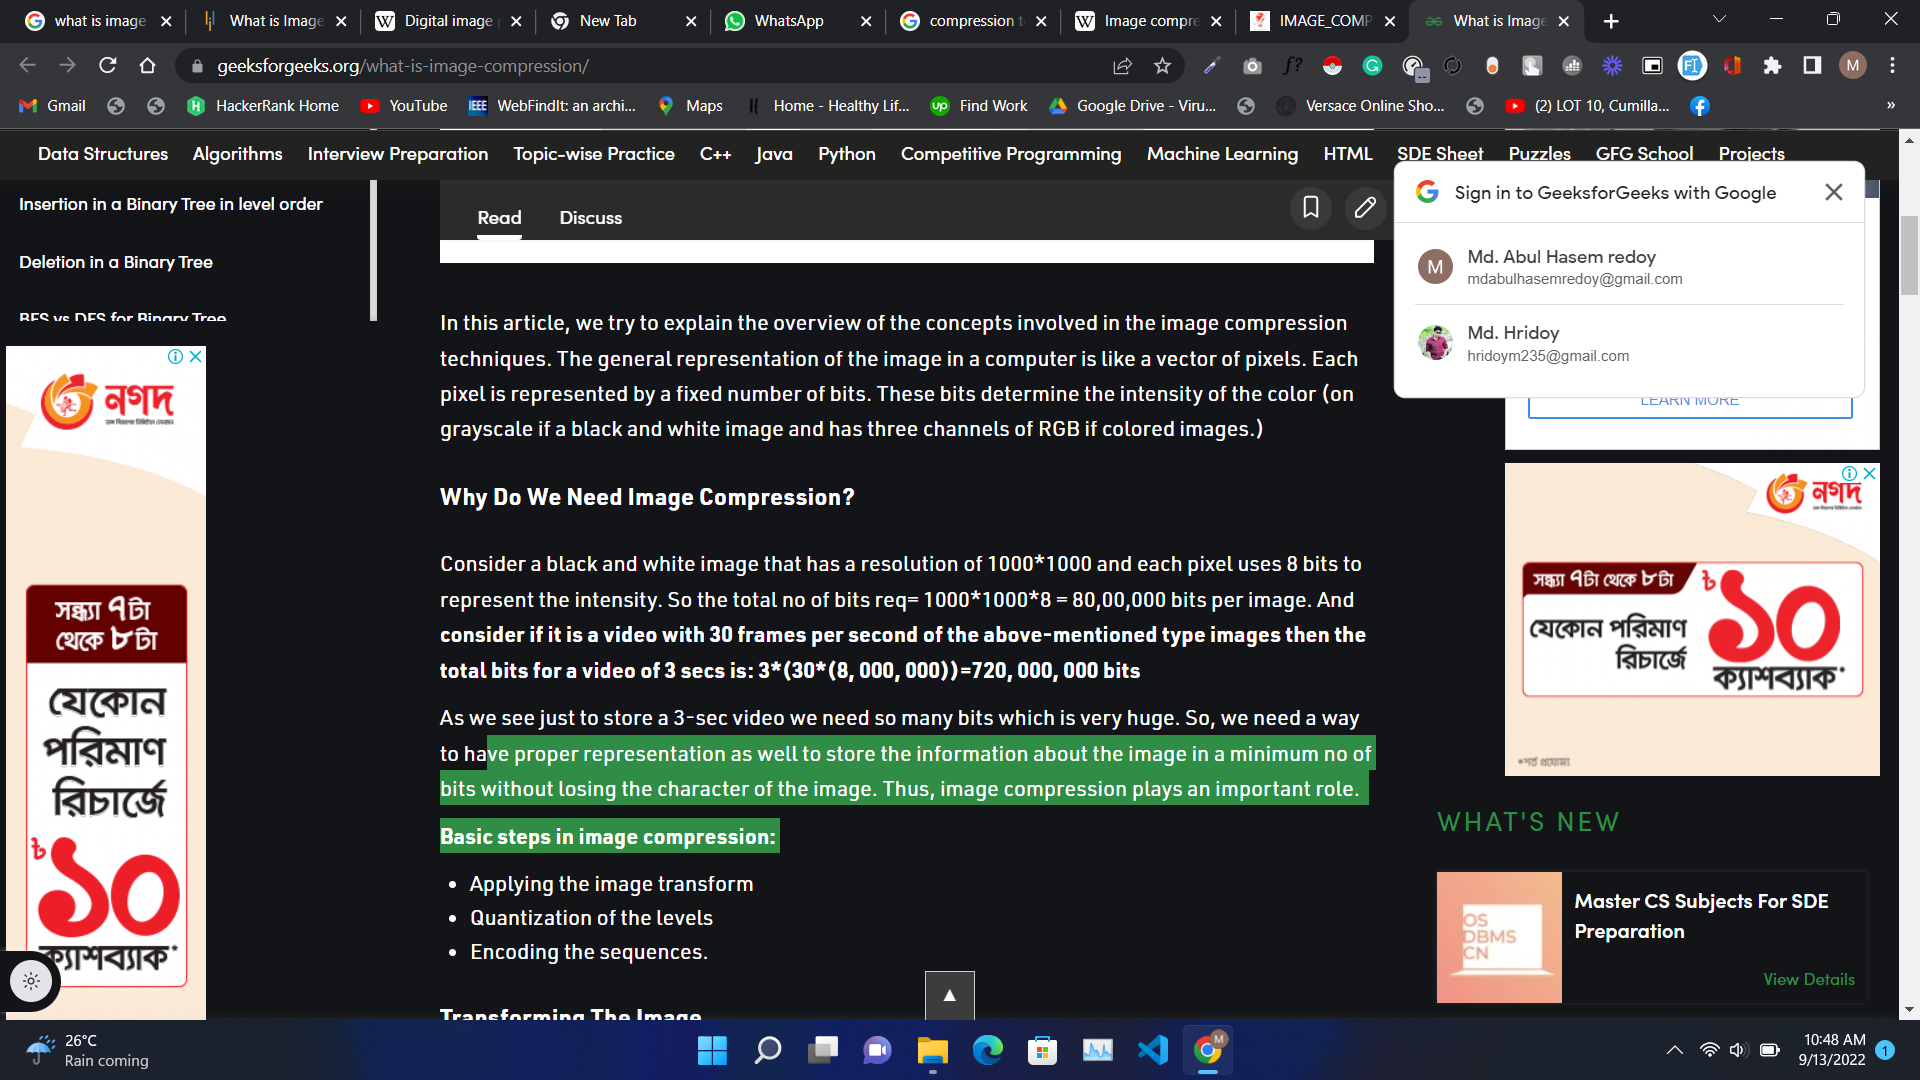 what is image
What is Image
Digital image
New Tab
WhatsApp
compression t
Image compre
IMAGE_COMP
What is Image
geeksforgeeks.org/what-is-image-compression/
M
Gmail
HackerRank Home
YouTube
WebFindIt: an archi...
Maps
Home - Healthy Lif...
Find Work
Google Drive - Viru...
Versace Online Sho...
(2) LOT 10, Cumilla...
»
Data Structures
Algorithms
Interview Preparation
Topic-wise Practice
C++
Java
Python
Competitive Programming
Machine Learning
HTML
SDE Sheet
Puzzles
GFG School
Projects
Insertion in a Binary Tree in level order
Deletion in a Binary Tree
BFS vs DFS for Binary Tree
Read
Discuss
Sign in to GeeksforGeeks with Google
M
Md. Abul Hasem redoy
mdabulhasemredoy@gmail.com
Md. Hridoy
hridoym235@gmail.com
LEARN MORE
In this article, we try to explain the overview of the concepts involved in the image compression
techniques. The general representation of the image in a computer is like a vector of pixels. Each
pixel is represented by a fixed number of bits. These bits determine the intensity of the color (on
grayscale if a black and white image and has three channels of RGB if colored images.)
Why Do We Need Image Compression?
Consider a black and white image that has a resolution of 1000*1000 and each pixel uses 8 bits to
represent the intensity. So the total no of bits req= 1000*1000*8 = 80,00,000 bits per image. And
consider if it is a video with 30 frames per second of the above-mentioned type images then the
total bits for a video of 3 secs is: 3*(30*(8, 000, 000))=720, 000, 000 bits
As we see just to store a 3-sec video we need so many bits which is very huge. So, we need a way
to have proper representation as well to store the information about the image in a minimum no of
bits without losing the character of the image. Thus, image compression plays an important role.
Basic steps in image compression:
• Applying the image transform
• Quantization of the levels
• Encoding the sequences.
Transforming The Image
নগদ
সন্ধ্যা ৭টা
থেকে ৮টা
যেকোন
পরিমাণ
রিচার্জে
৳১০
ক্যাশব্যাক*
নগদ
সন্ধ্যা ৭টা থেকে ৮টা
যেকোন পরিমাণ
রিচার্জে
৳১০
ক্যাশব্যাক*
*শর্ত প্রযোজ্য
WHAT'S NEW
OS
DBMS
CN
Master CS Subjects For SDE
Preparation
View Details
26°C
Rain coming
10:48 AM
9/13/2022
1